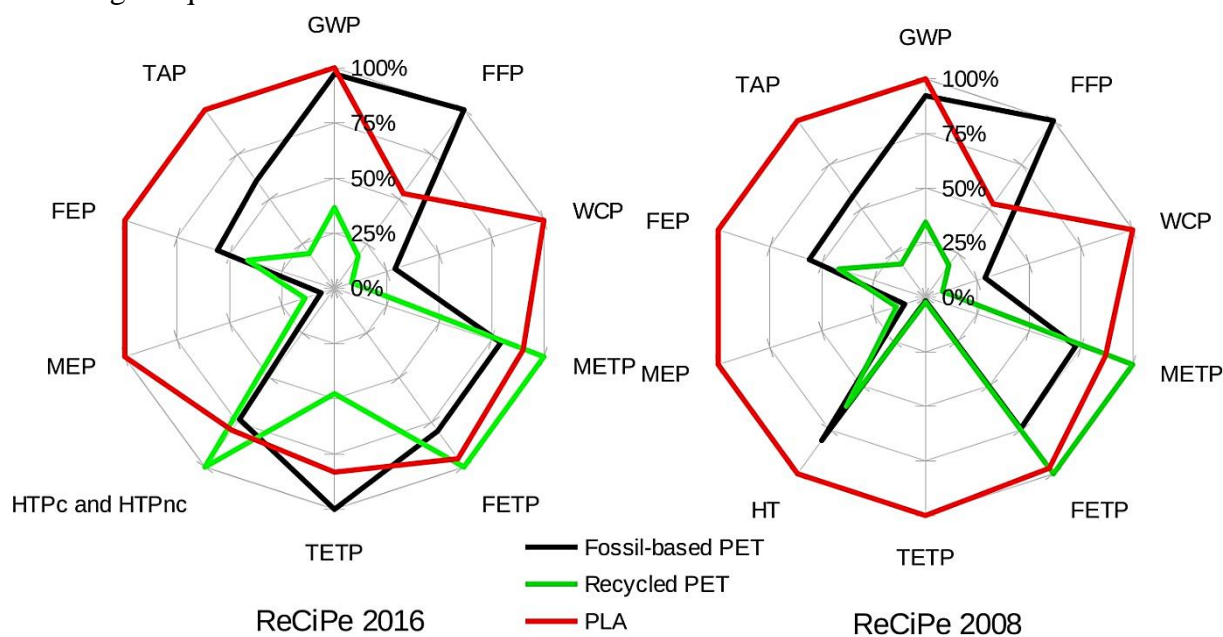 GWP
TAP
FFP
100%
75%
50%
25%
0%
FEP
WCP
MEP
METP
HTPc and HTPnc
FETP
TETP
ReCiPe 2016
GWP
TAP
FFP
100%
75%
50%
25%
0%
FEP
WCP
MEP
METP
HT
FETP
TETP
ReCiPe 2008
Fossil-based PET
Recycled PET
PLA